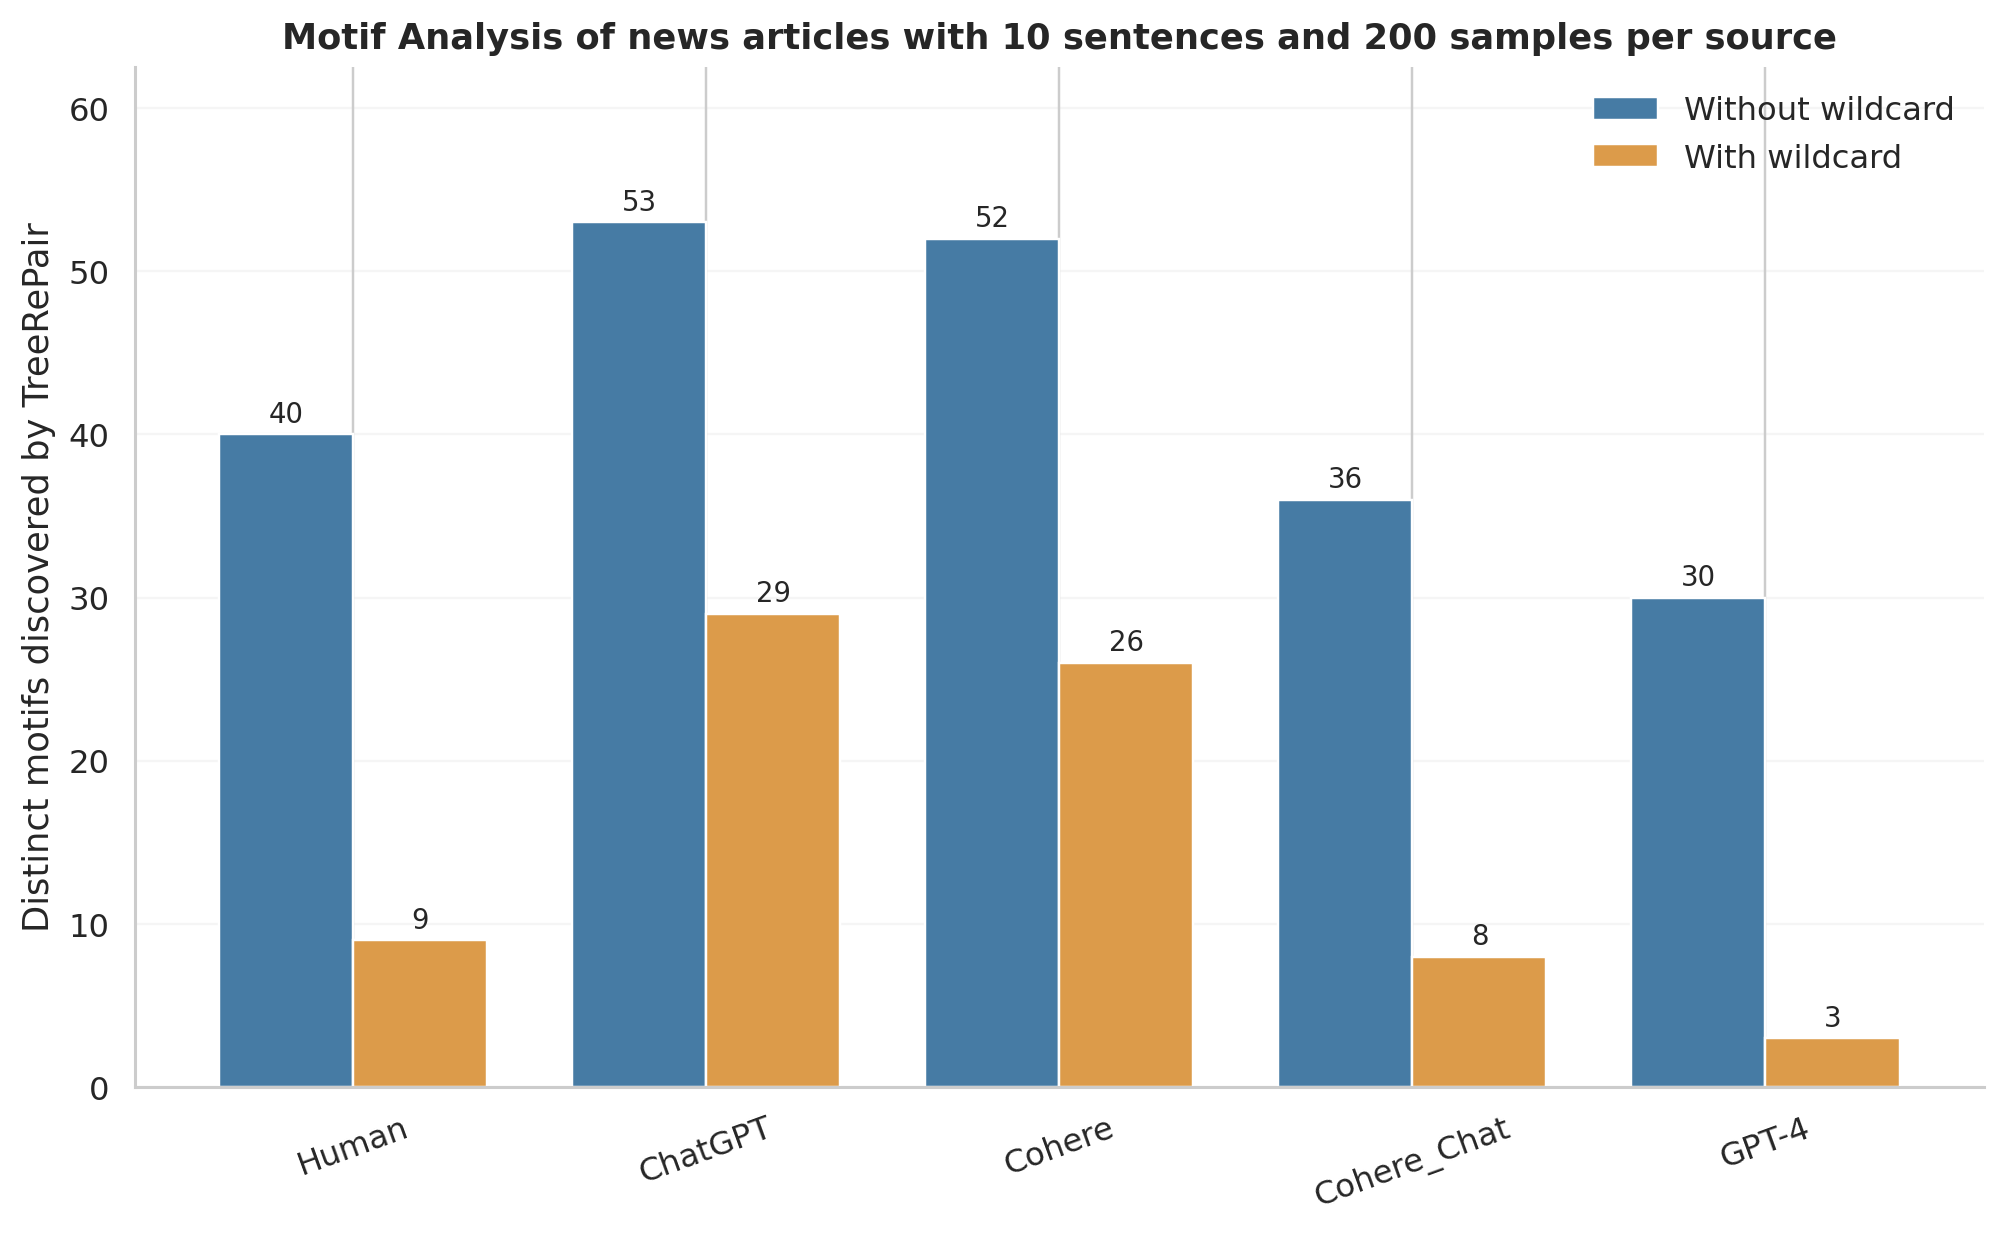 Motif Analysis of news articles with 10 sentences and 200 samples per source
Distinct motifs discovered by TreeRePair
60
50
40
30
20
10
0
Without wildcard
With wildcard
40
9
53
29
52
26
36
8
30
3
Human
ChatGPT
Cohere
Cohere_Chat
GPT-4